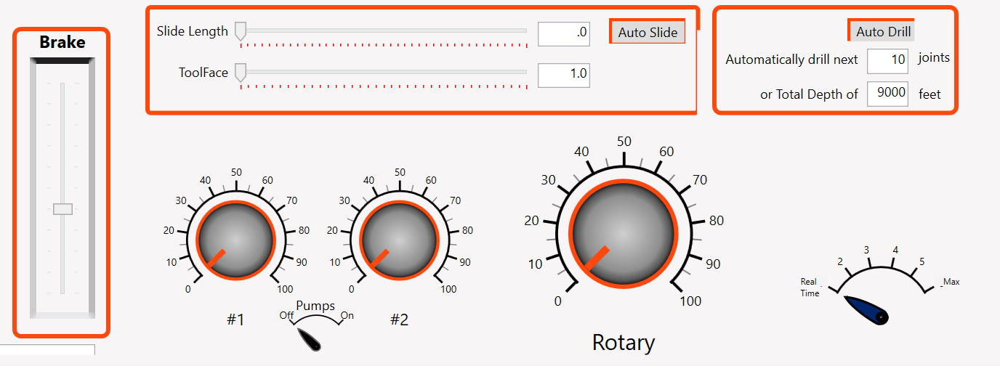 Brake
Slide Length .0 Auto Slide
ToolFace 1.0
Auto Drill
Automatically drill next 10 joints
or Total Depth of 9000 feet
0 10 20 30 40 50 60 70 80 90 100
#1
Pumps
Off On
0 10 20 30 40 50 60 70 80 90 100
#2
0 10 20 30 40 50 60 70 80 90 100
Rotary
Real
Time
2 3 4 5 Max